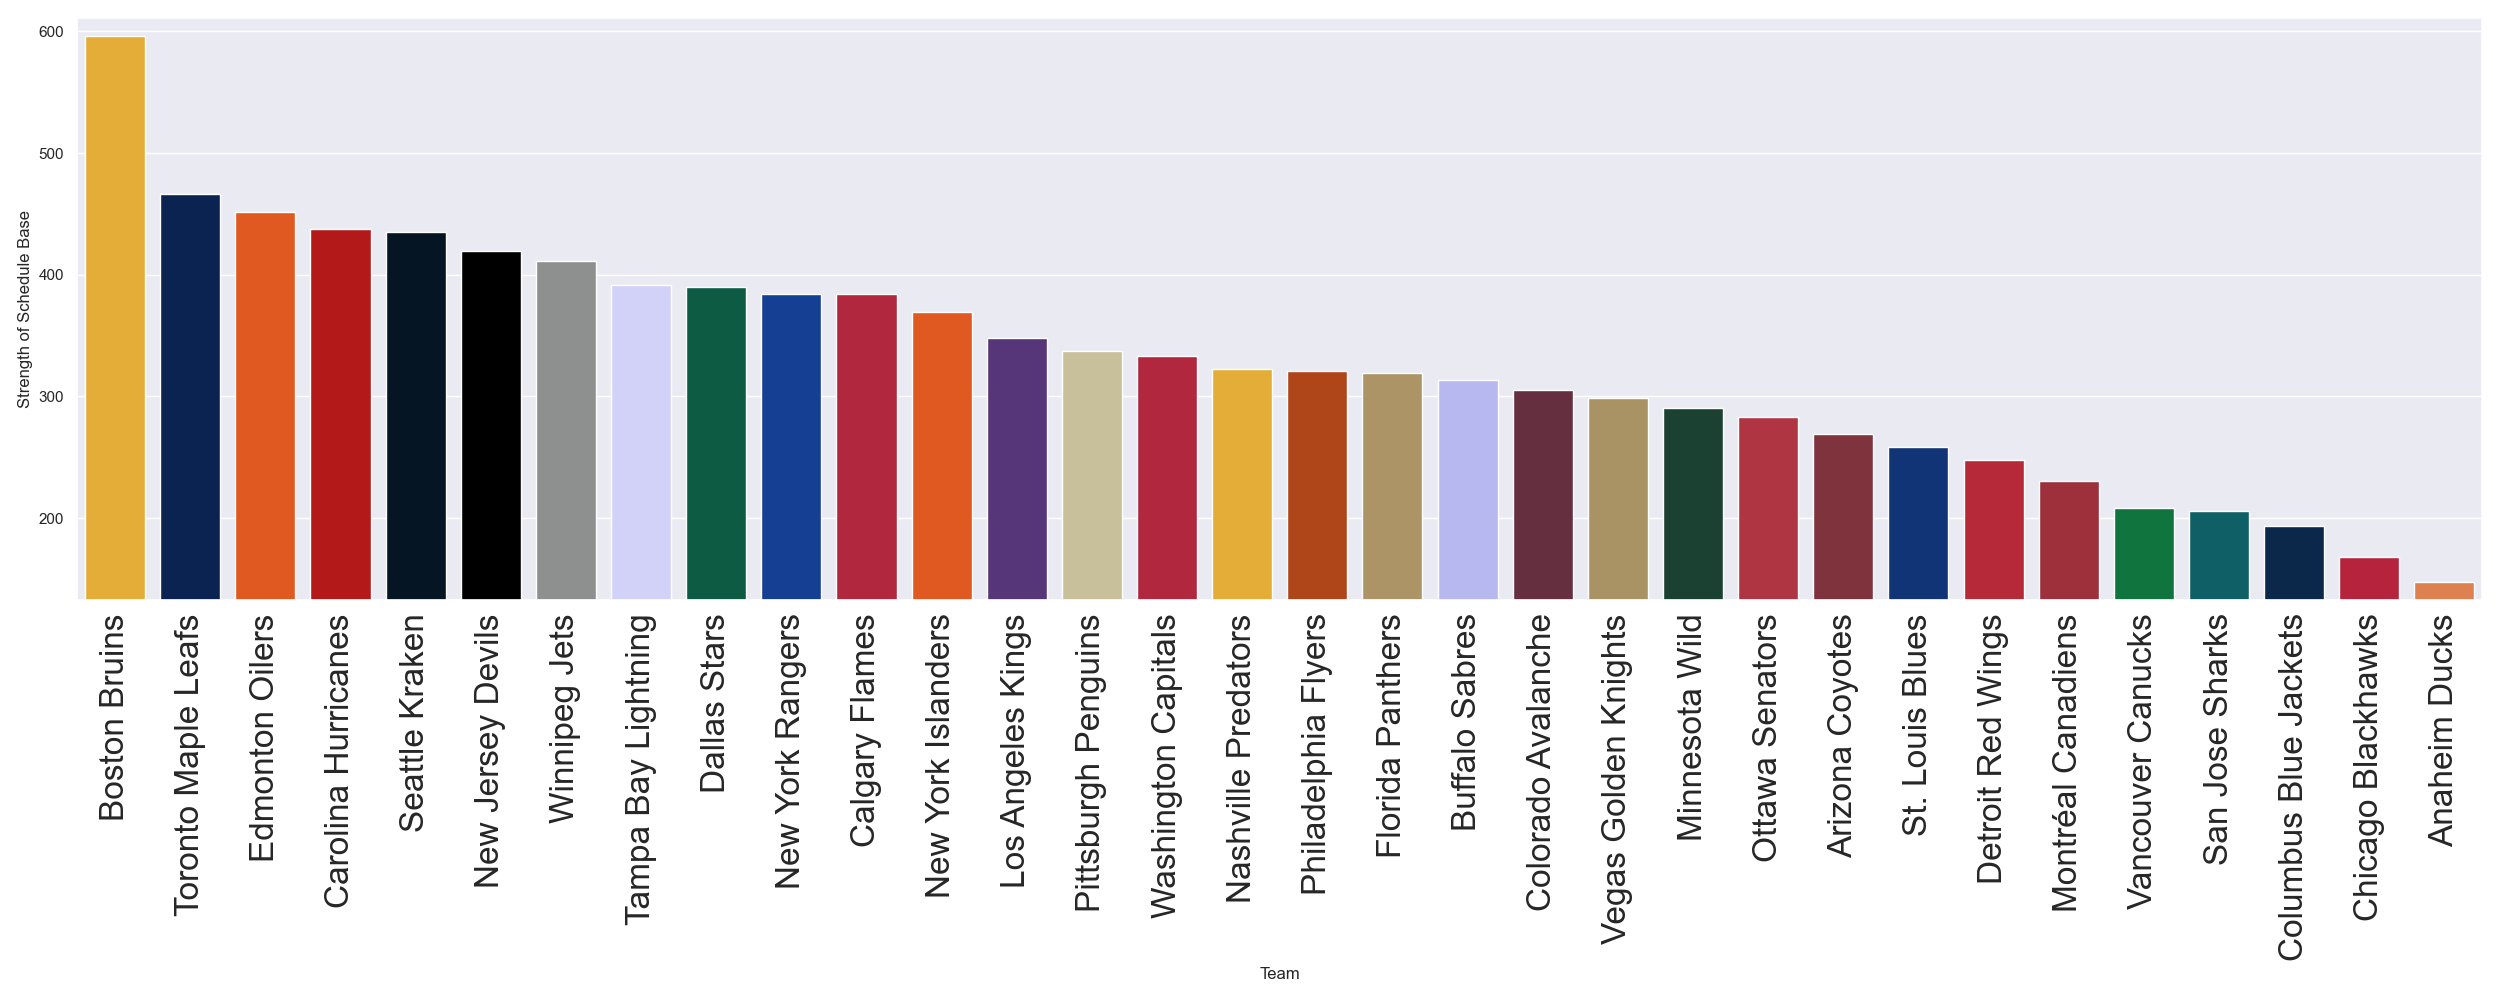 600
500
400
300
200
Strength of Schedule Base
Boston Bruins
Toronto Maple Leafs
Edmonton Oilers
Carolina Hurricanes
Seattle Kraken
New Jersey Devils
Winnipeg Jets
Tampa Bay Lightning
Dallas Stars
New York Rangers
Calgary Flames
New York Islanders
Los Angeles Kings
Pittsburgh Penguins
Washington Capitals
Nashville Predators
Philadelphia Flyers
Florida Panthers
Buffalo Sabres
Colorado Avalanche
Vegas Golden Knights
Minnesota Wild
Ottawa Senators
Arizona Coyotes
St. Louis Blues
Detroit Red Wings
Montréal Canadiens
Vancouver Canucks
San Jose Sharks
Columbus Blue Jackets
Chicago Blackhawks
Anaheim Ducks
Team